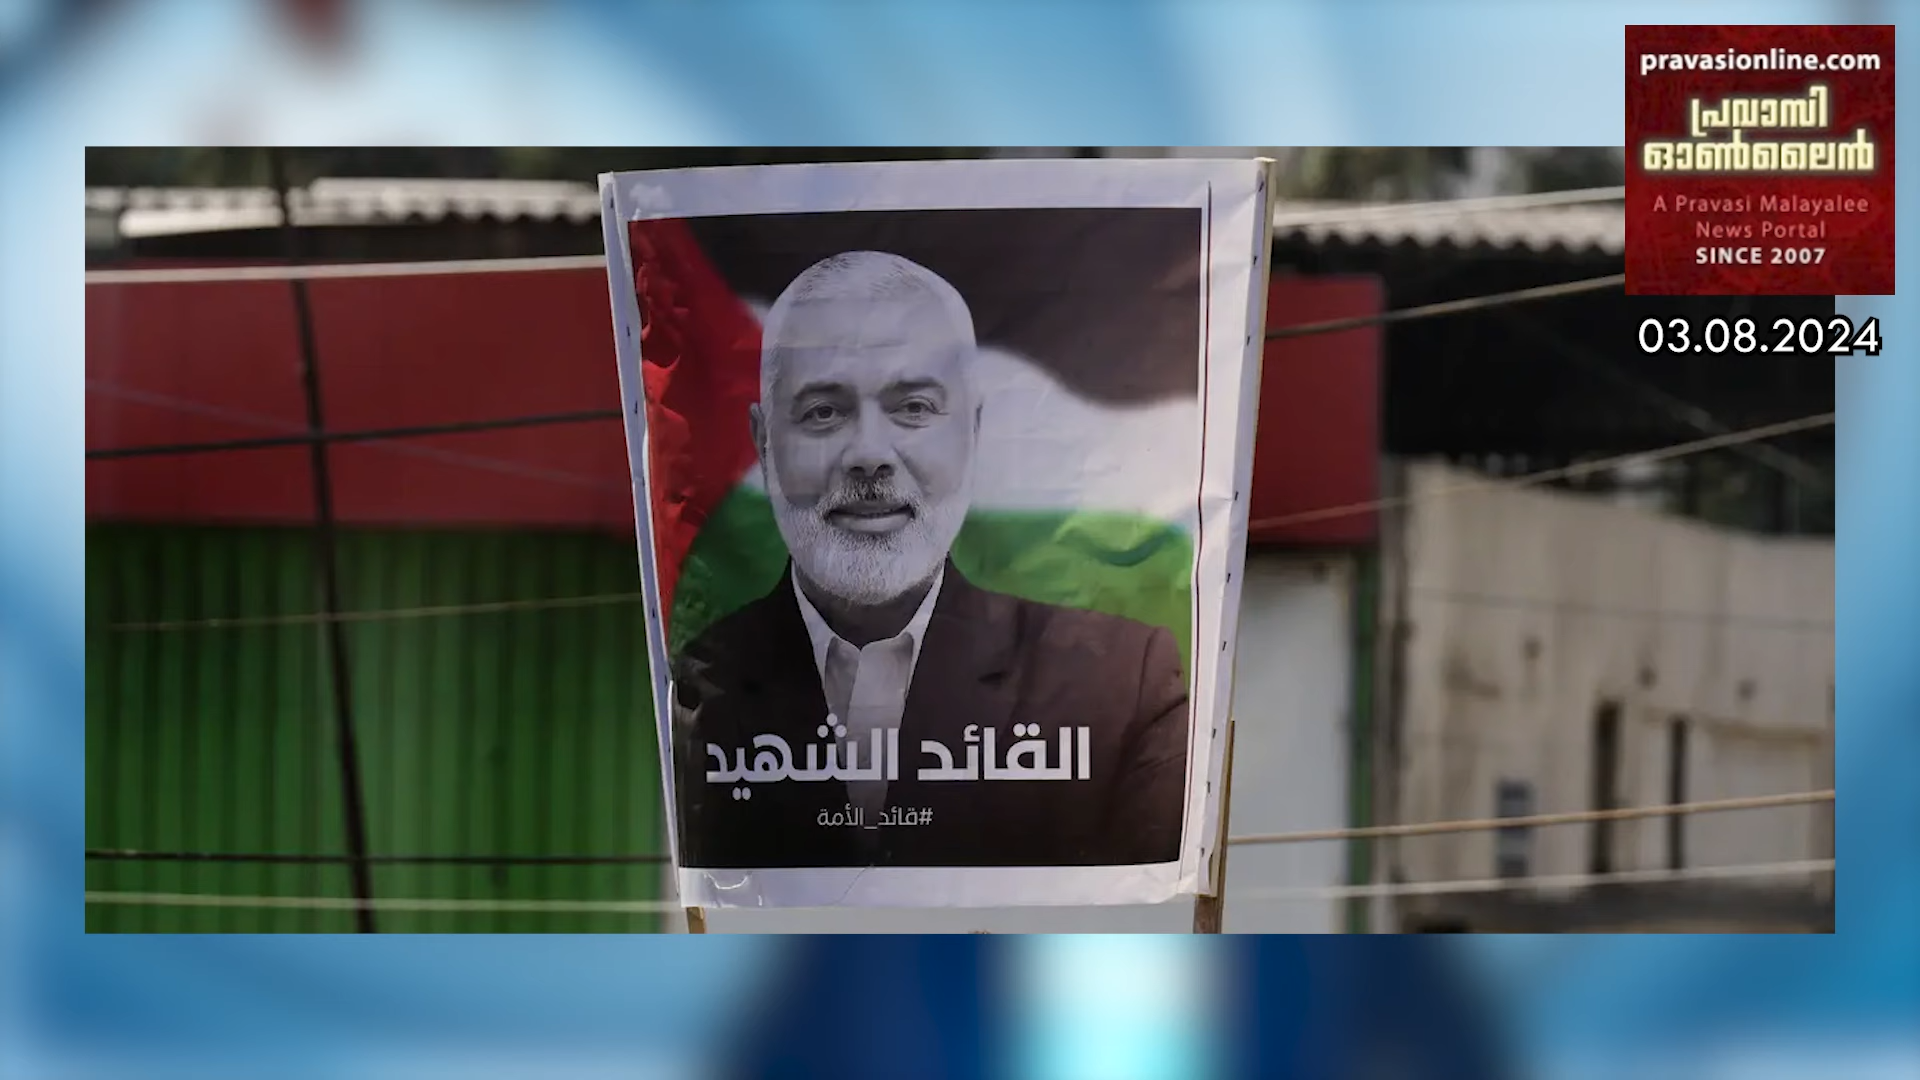 pravasionline.com
പ്രവാസി
ഓൺലൈൻ
A Pravasi Malayalee
News Portal
SINCE 2007
03.08.2024
القائد الشهيد
#قائد_الأمة